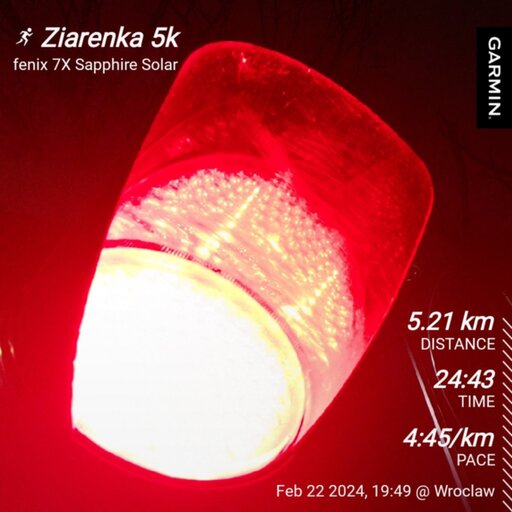 Ziarenka 5k
fenix 7X Sapphire Solar
GARMIN.
5.21 km
DISTANCE
24:43
TIME
4:45/km
PACE
Feb 22 2024, 19:49 @ Wroclaw